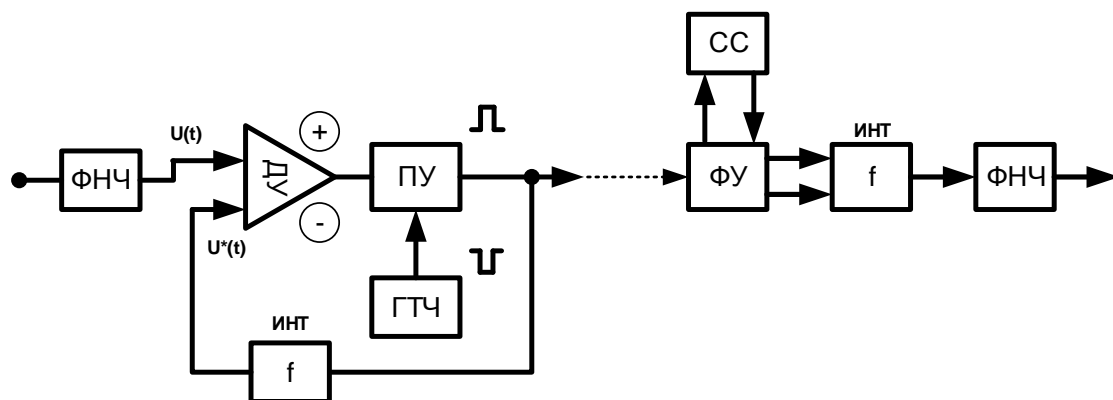 СС
U(t)
+
ИНТ
ФНЧ
ДУ
ПУ
ФУ
f
ФНЧ
-
U*(t)
ГТЧ
ИНТ
f